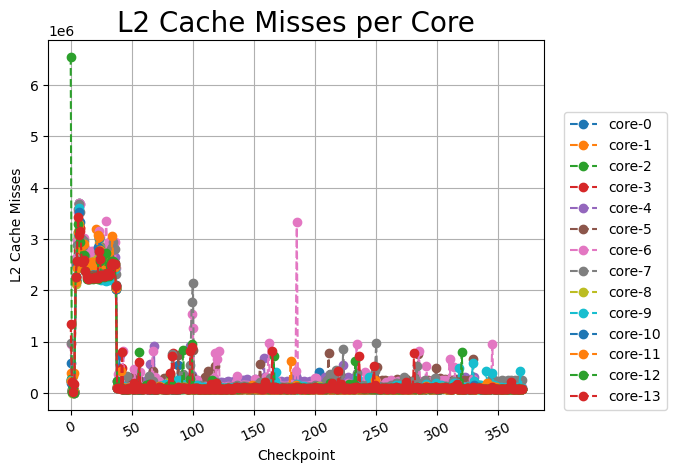 L2 Cache Misses per Core
1e6
6
5
4
3
2
1
0
L2 Cache Misses
0
50
100
150
200
250
300
350
Checkpoint
core-0
core-1
core-2
core-3
core-4
core-5
core-6
core-7
core-8
core-9
core-10
core-11
core-12
core-13